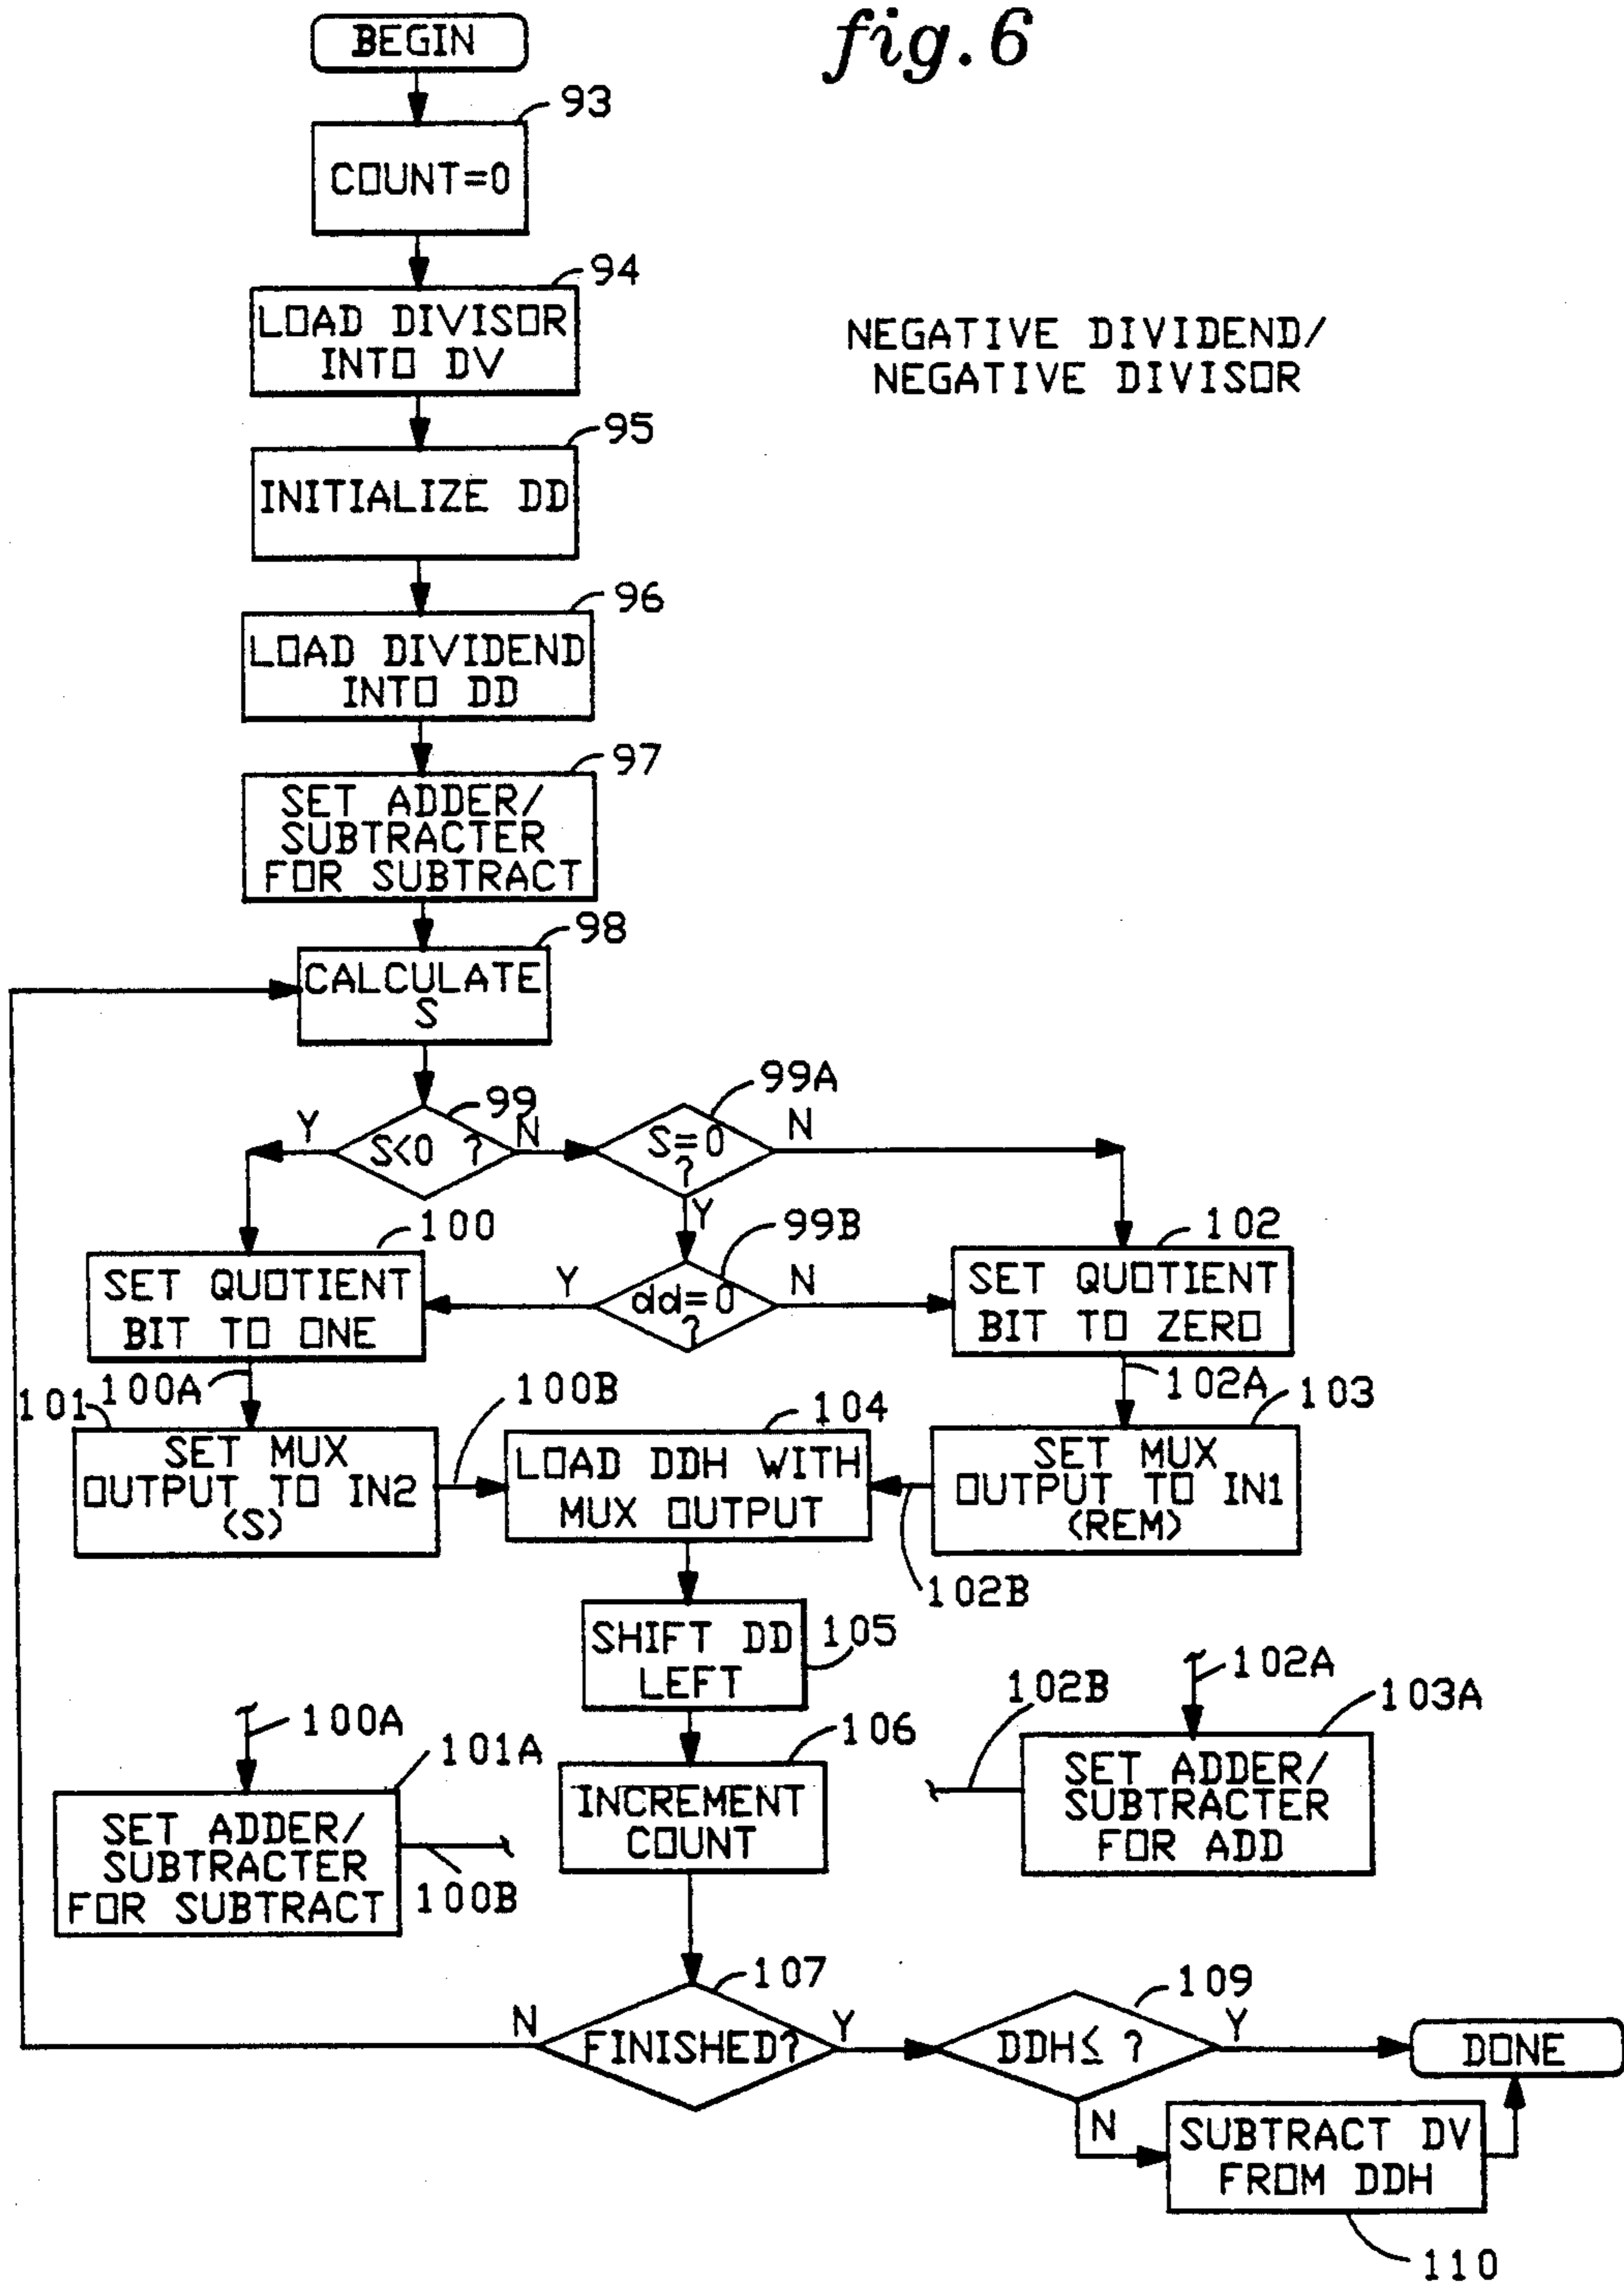 fig.6
BEGIN
93
COUNT=0
94
LOAD DIVISOR
INTO DV
NEGATIVE DIVIDEND/
NEGATIVE DIVISOR
95
INITIALIZE DD
96
LOAD DIVIDEND
INTO DD
97
SET ADDER/
SUBTRACTER
FOR SUBTRACT
98
CALCULATE
S
99
Y
S<0 ?
N
99A
S=0
?
N
Y
100
SET QUOTIENT
BIT TO ONE
99B
Y
dd=0
?
N
102
SET QUOTIENT
BIT TO ZERO
100A
102A
101
SET MUX
OUTPUT TO IN2
(S)
100B
104
LOAD DDH WITH
MUX OUTPUT
103
SET MUX
OUTPUT TO IN1
(REM)
102B
SHIFT DD
LEFT
105
102A
102B
103A
SET ADDER/
SUBTRACTER
FOR ADD
100A
101A
SET ADDER/
SUBTRACTER
FOR SUBTRACT
100B
106
INCREMENT
COUNT
107
N
FINISHED?
Y
109
DDH≤ ?
Y
DONE
N
SUBTRACT DV
FROM DDH
110